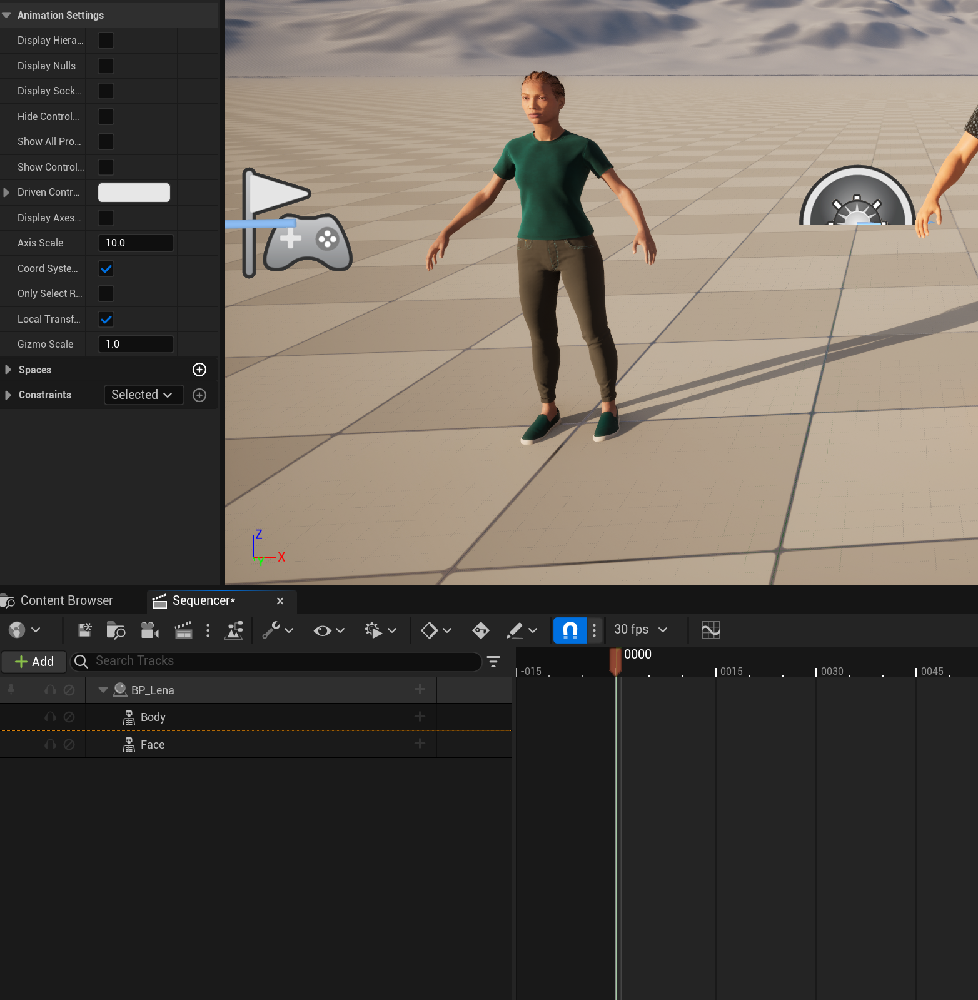 Animation Settings
Display Hiera...
Display Nulls
Display Sock...
Hide Control...
Show All Pro...
Show Control...
Driven Contr...
Display Axes...
Axis Scale 10.0
Coord Syste...
Only Select R...
Local Transf...
Gizmo Scale 1.0
Spaces
Constraints Selected
Z
X
Y
Content Browser Sequencer*
30 fps
Add Search Tracks 0000
-015 0015 0030 0045
BP_Lena
Body
Face